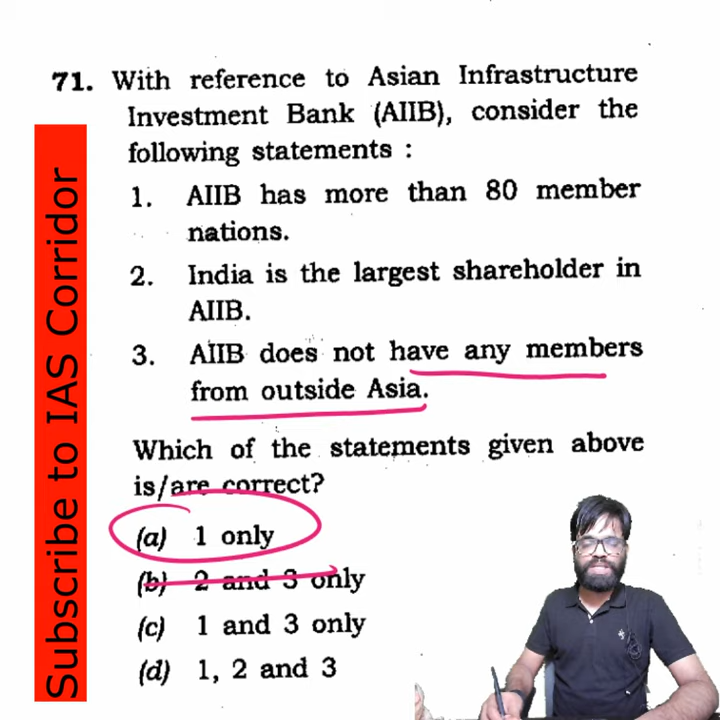 71. With reference to Asian Infrastructure
Investment Bank (AIIB), consider the
following statements :
1. AIIB has more than 80 member
nations.
2. India is the largest shareholder in
AIIB.
3. AIIB does not have any members
from outside Asia.
Which of the statements given above
is/are correct?
(a) 1 only
(b) 2 and 3 only
(c) 1 and 3 only
(d) 1, 2 and 3
Subscribe to IAS Corridor